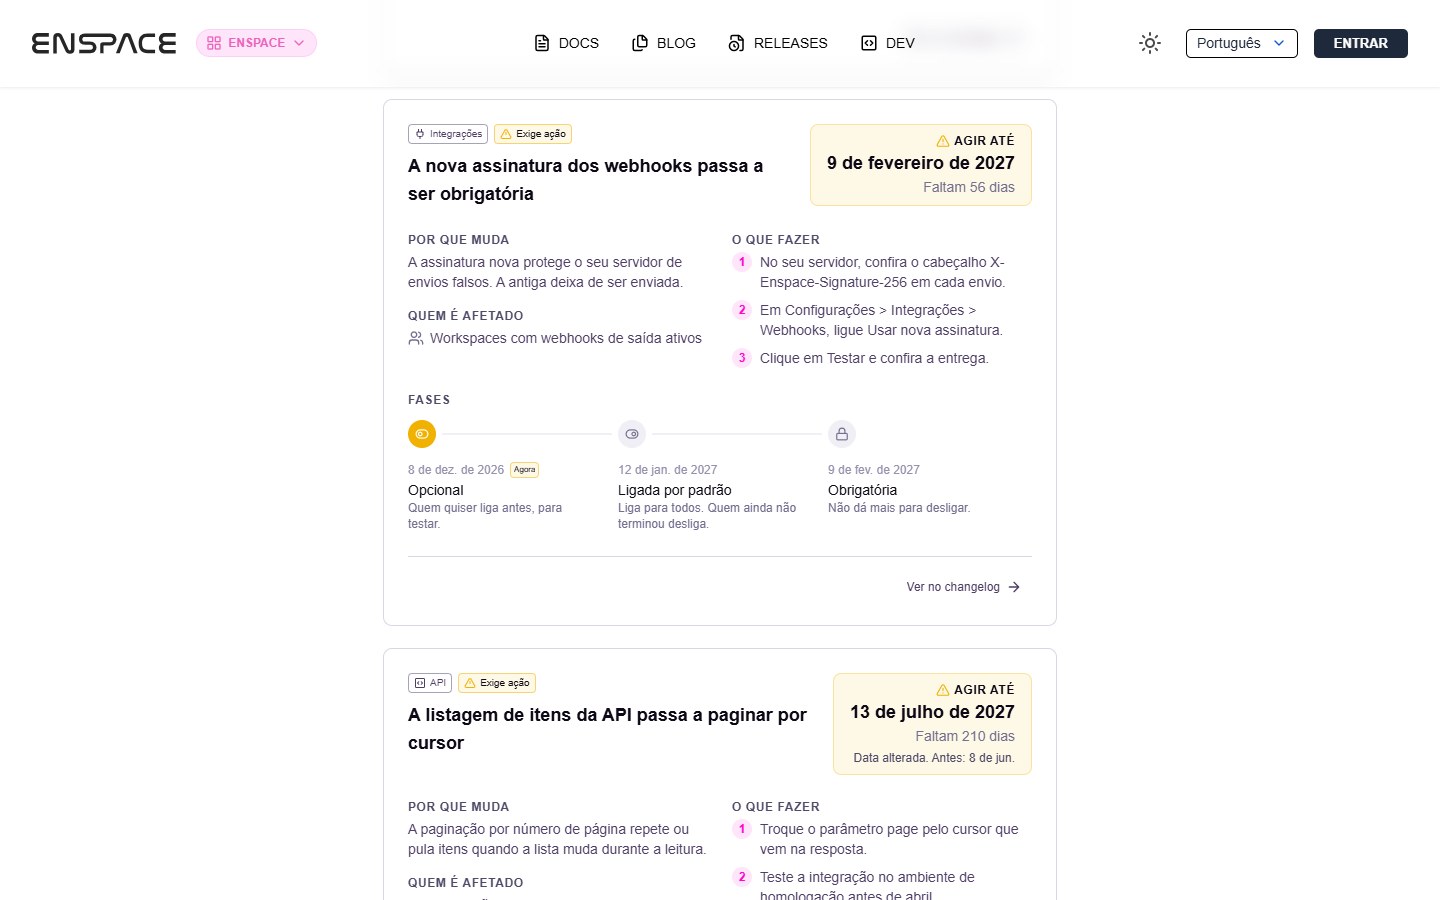 ENSPACE
ENSPACE
DOCS
BLOG
RELEASES
DEV
Português
ENTRAR
Integrações
Exige ação
A nova assinatura dos webhooks passa a
ser obrigatória
AGIR ATÉ
9 de fevereiro de 2027
Faltam 56 dias
POR QUE MUDA
A assinatura nova protege o seu servidor de
envios falsos. A antiga deixa de ser enviada.
QUEM É AFETADO
Workspaces com webhooks de saída ativos
O QUE FAZER
1 No seu servidor, confira o cabeçalho X-
Enspace-Signature-256 em cada envio.
2 Em Configurações > Integrações >
Webhooks, ligue Usar nova assinatura.
3 Clique em Testar e confira a entrega.
FASES
8 de dez. de 2026 Agora
Opcional
Quem quiser liga antes, para
testar.
12 de jan. de 2027
Ligada por padrão
Liga para todos. Quem ainda não
terminou desliga.
9 de fev. de 2027
Obrigatória
Não dá mais para desligar.
Ver no changelog
API
Exige ação
A listagem de itens da API passa a paginar por
cursor
AGIR ATÉ
13 de julho de 2027
Faltam 210 dias
Data alterada. Antes: 8 de jun.
POR QUE MUDA
A paginação por número de página repete ou
pula itens quando a lista muda durante a leitura.
QUEM É AFETADO
O QUE FAZER
1 Troque o parâmetro page pelo cursor que
vem na resposta.
2 Teste a integração no ambiente de
homologação antes de abril.